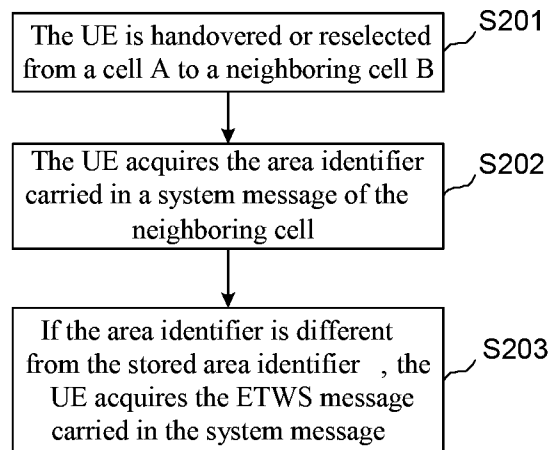 The UE is handovered or reselected
from a cell A to a neighboring cell B
S201
The UE acquires the area identifier
carried in a system message of the
neighboring cell
S202
If the area identifier is different
from the stored area identifier , the
UE acquires the ETWS message
carried in the system message
S203